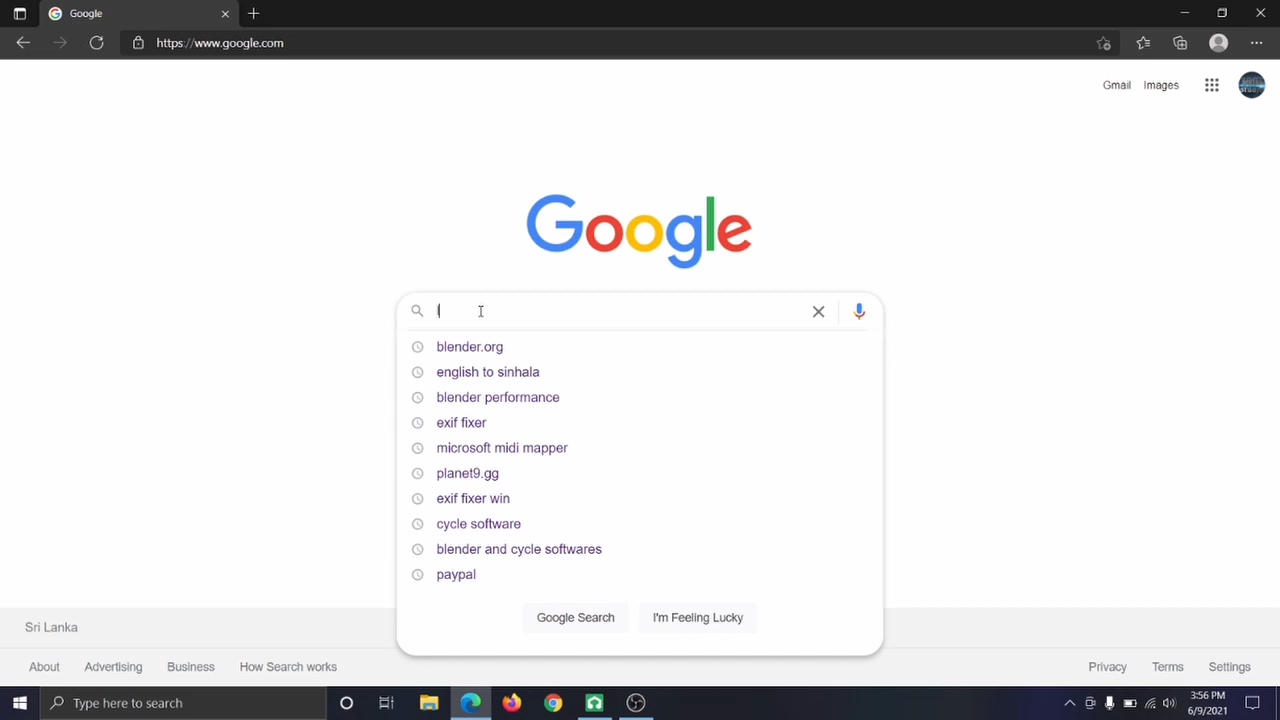 Google
https://www.google.com
Gmail Images
Google
l
blender.org
english to sinhala
blender performance
exif fixer
microsoft midi mapper
planet9.gg
exif fixer win
cycle software
blender and cycle softwares
paypal
Google Search I'm Feeling Lucky
Sri Lanka
About Advertising Business How Search works Privacy Terms Settings
Type here to search
3:56 PM
6/9/2021